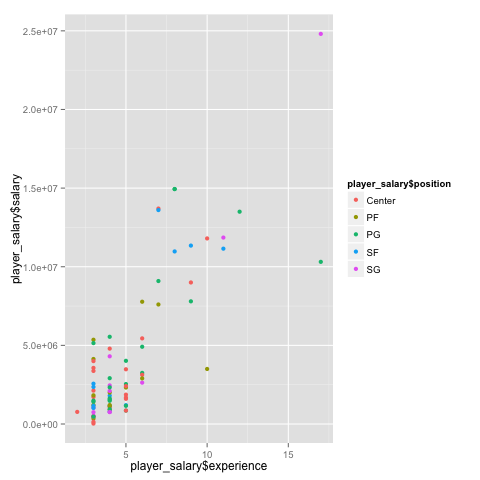 2.5e+07
2.0e+07
1.5e+07
1.0e+07
5.0e+06
0.0e+00
player_salary$salary
5
10
15
player_salary$experience
player_salary$position
Center
PF
PG
SF
SG